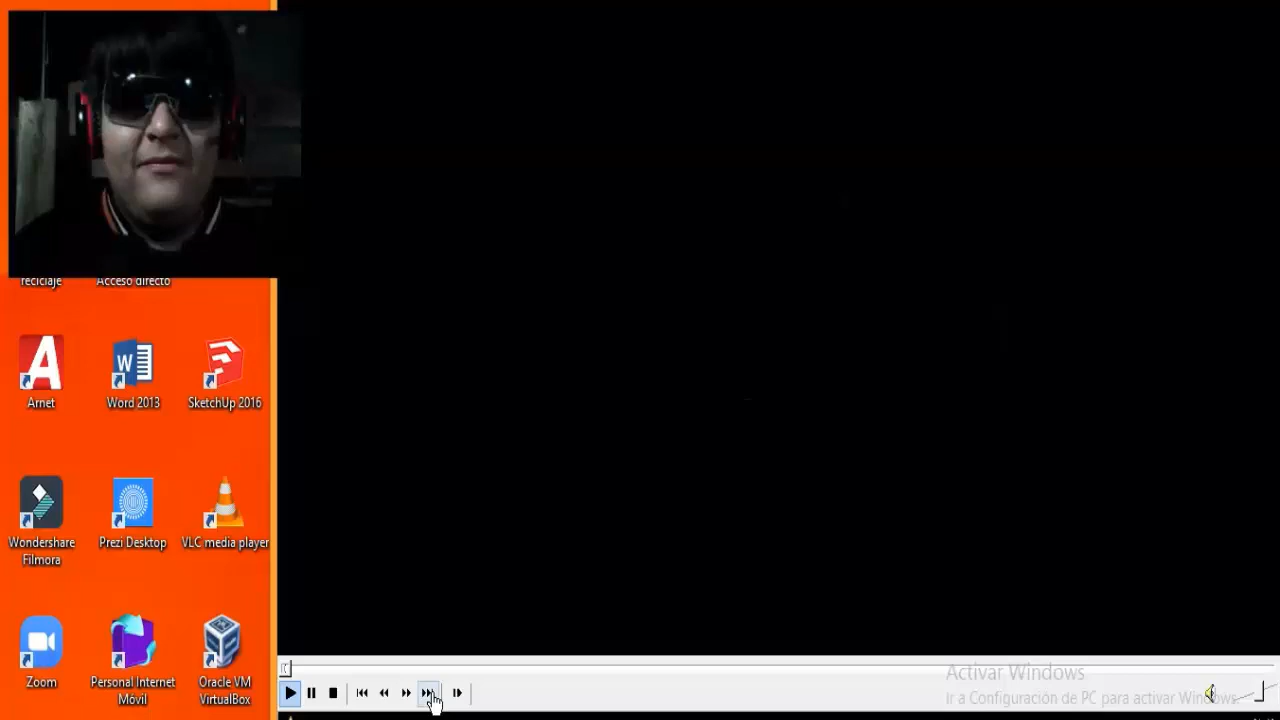 reciclaje
Acceso directo
Arnet
Word 2013
SketchUp 2016
Wondershare
Filmora
Prezi Desktop
VLC media player
Zoom
Personal Internet
Móvil
Oracle VM
VirtualBox
Activar Windows
Ir a Configuración de PC para activar Windows.